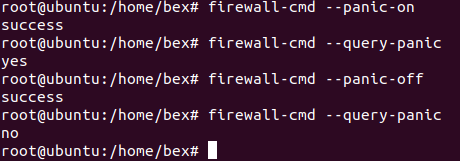 root@ubuntu:/home/bex# firewall-cmd --panic-on
success
root@ubuntu:/home/bex# firewall-cmd --query-panic
yes
root@ubuntu:/home/bex# firewall-cmd --panic-off
success
root@ubuntu:/home/bex# firewall-cmd --query-panic
no
root@ubuntu:/home/bex#